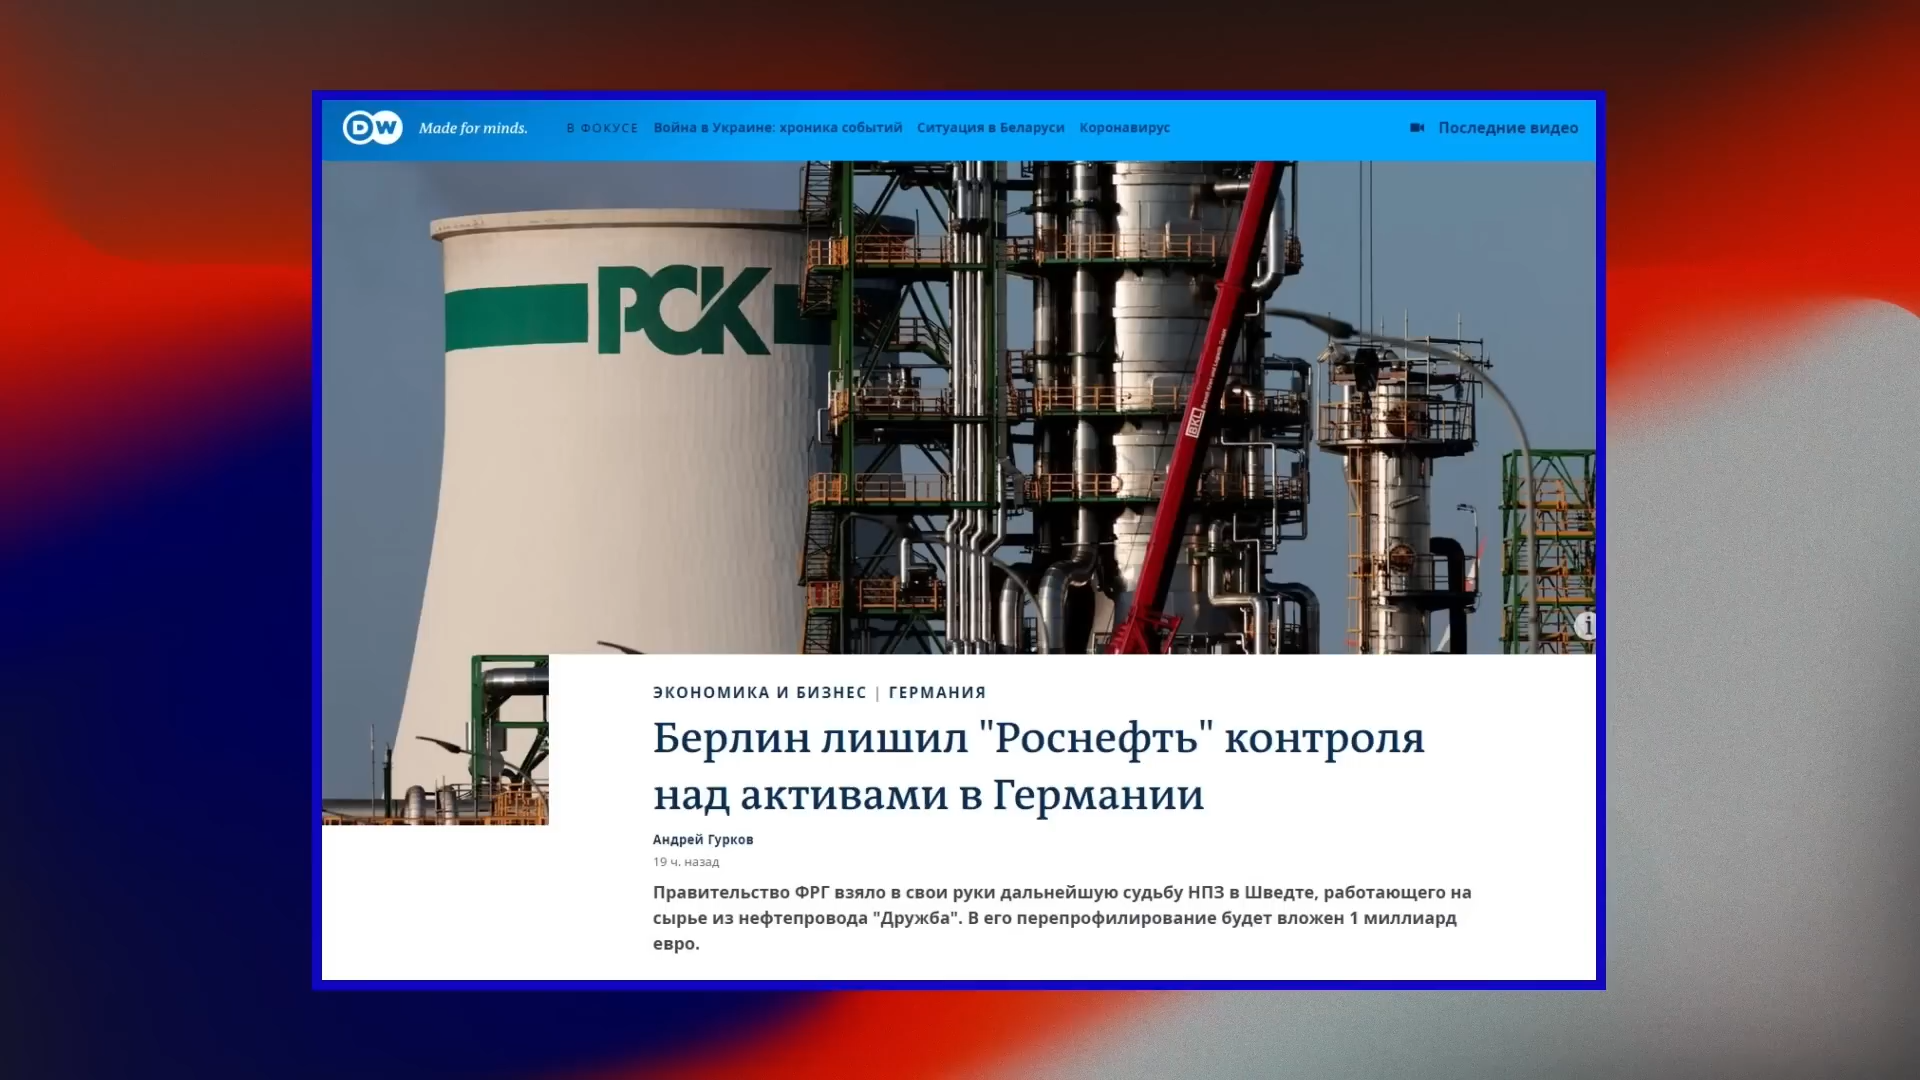 DW Made for minds. В ФОКУСЕ Война в Украине: хроника событий Ситуация в Беларуси Коронавирус Последние видео
PCK
BKL
i
ЭКОНОМИКА И БИЗНЕС | ГЕРМАНИЯ
Берлин лишил "Роснефть" контроля
над активами в Германии
Андрей Гурков
19 ч. назад
Правительство ФРГ взяло в свои руки дальнейшую судьбу НПЗ в Шведте, работающего на
сырье из нефтепровода "Дружба". В его перепрофилирование будет вложен 1 миллиард
евро.